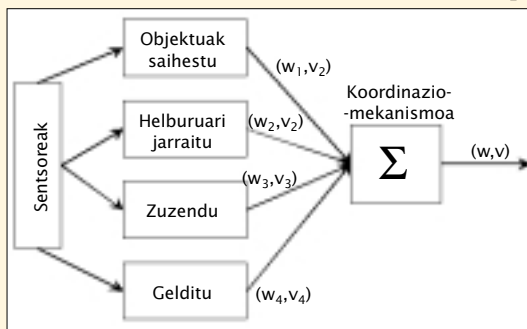 Objektuak
saihestu
(w₁,v₂)
Koordinazio-
-mekanismoa
Helburuari
jarraitu
(w₂,v₂)
Sentsoreak
Σ
(w,v)
Zuzendu
(w₃,v₃)
Gelditu
(w₄,v₄)